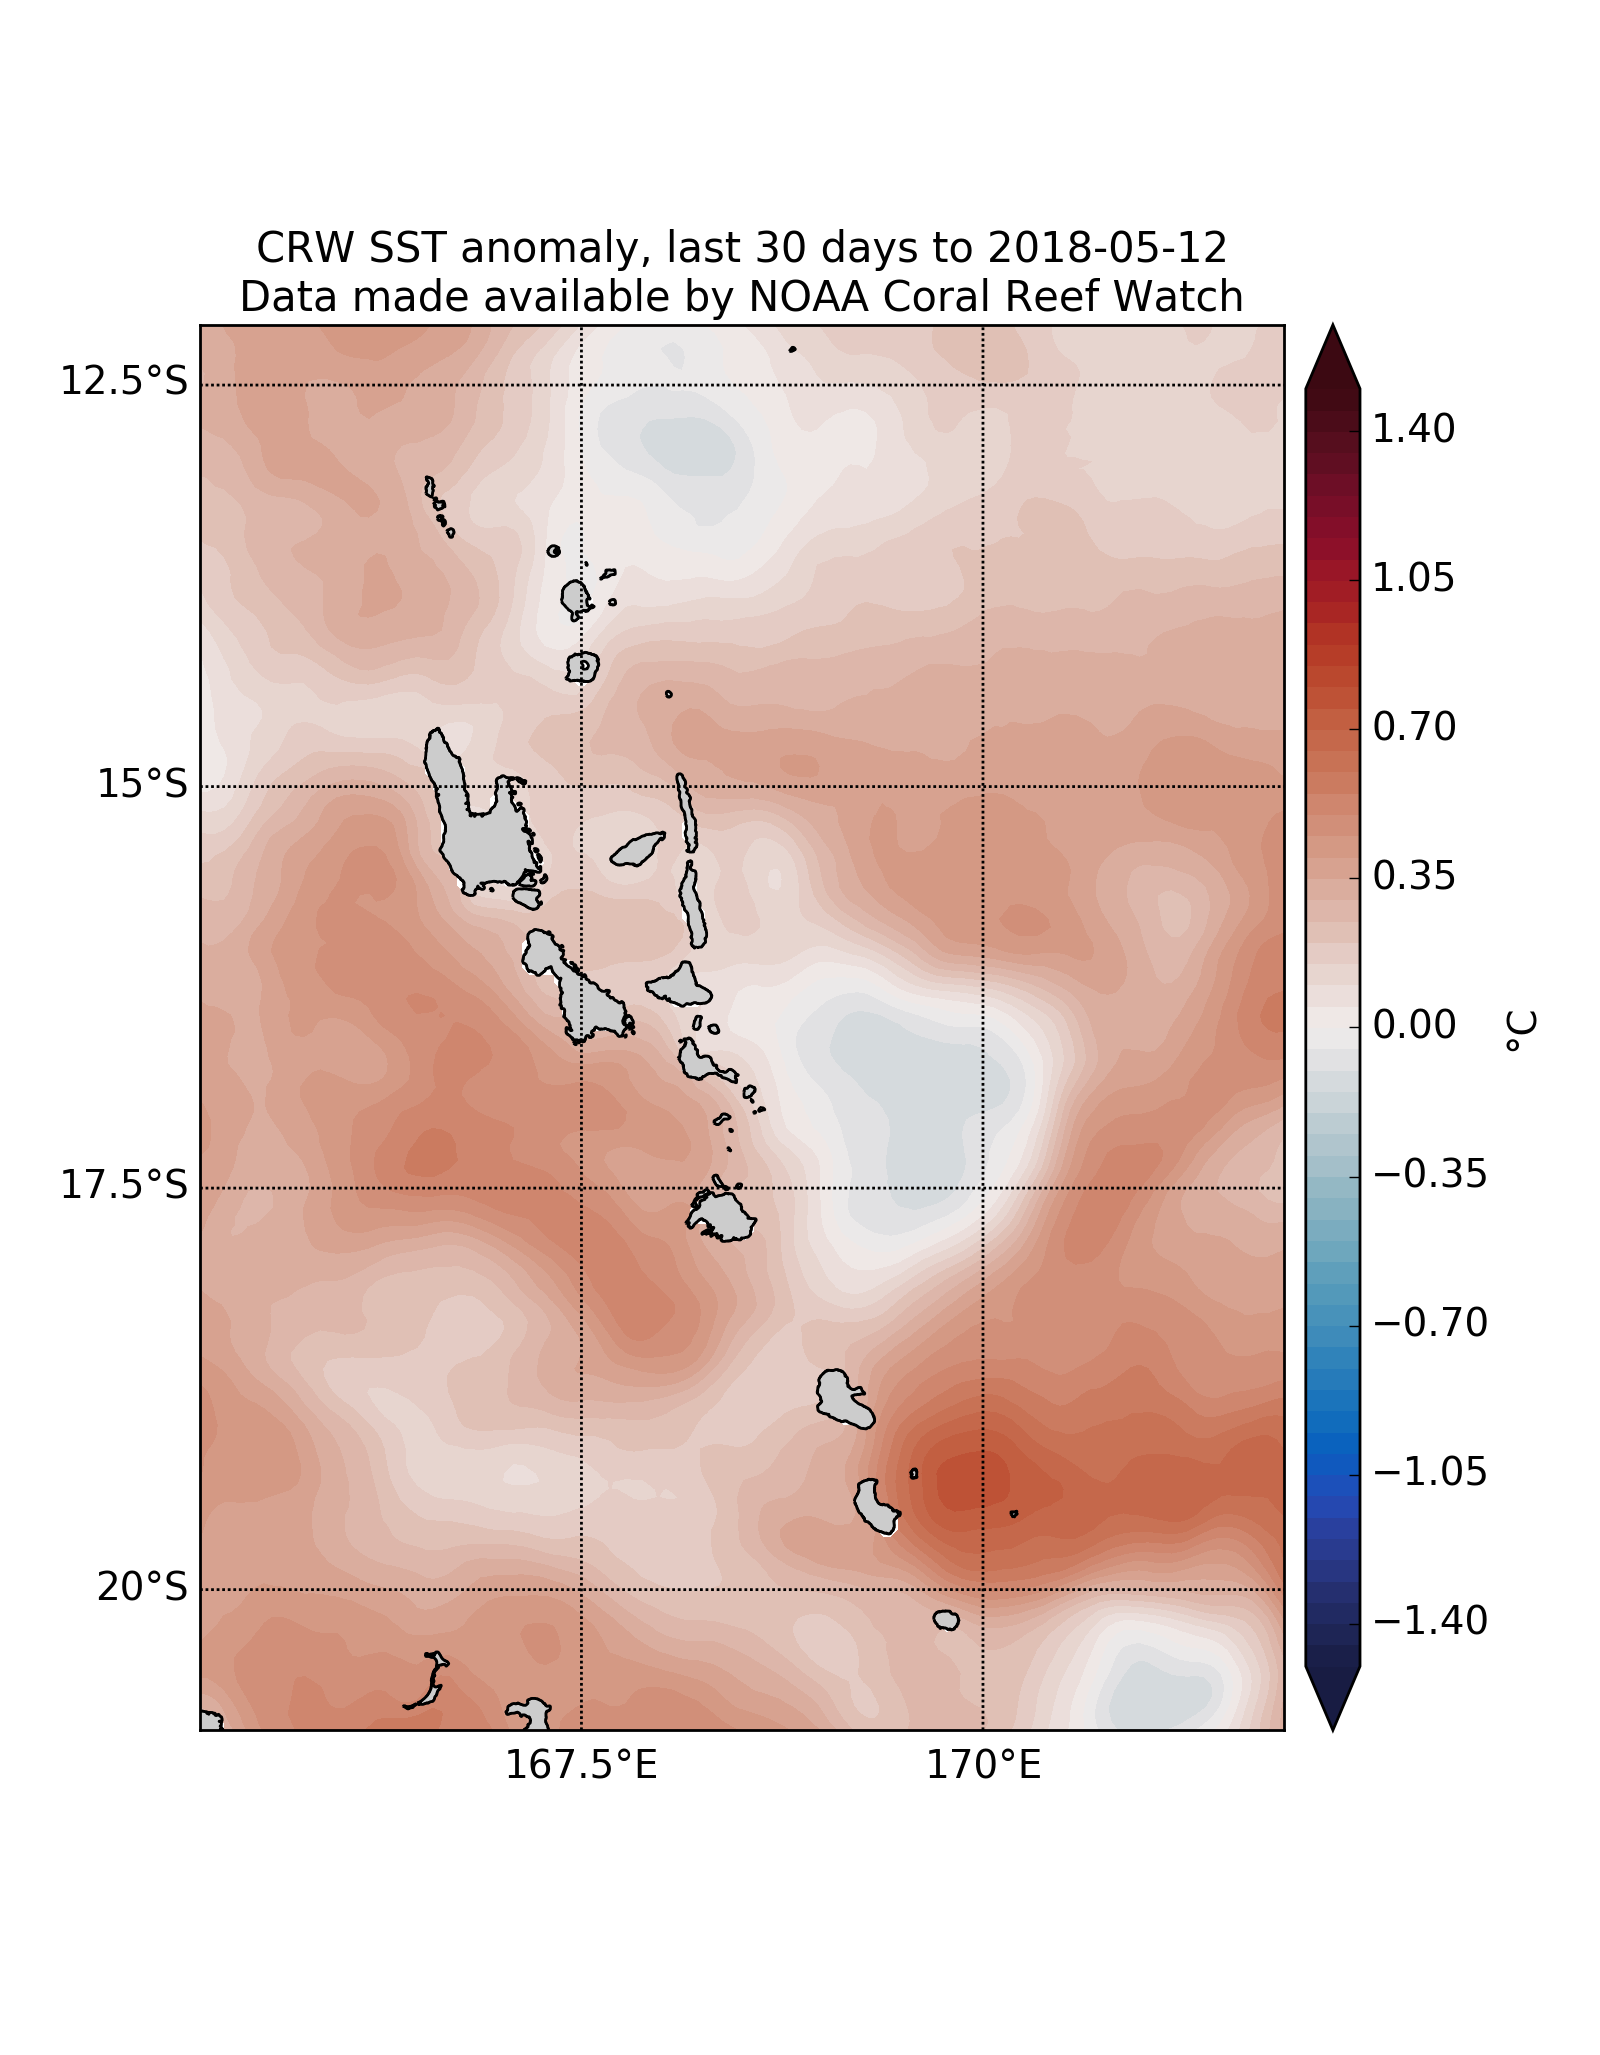 CRW SST anomaly, last 30 days to 2018-05-12
Data made available by NOAA Coral Reef Watch
12.5°S
15°S
17.5°S
20°S
167.5°E
170°E
1.40
1.05
0.70
0.35
0.00
−0.35
−0.70
−1.05
−1.40
°C